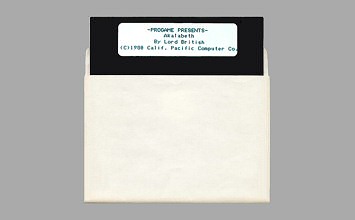 -PROGAME PRESENTS-
Akalabeth
By Lord British
(C)1980 Calif. Pacific Computer Co.